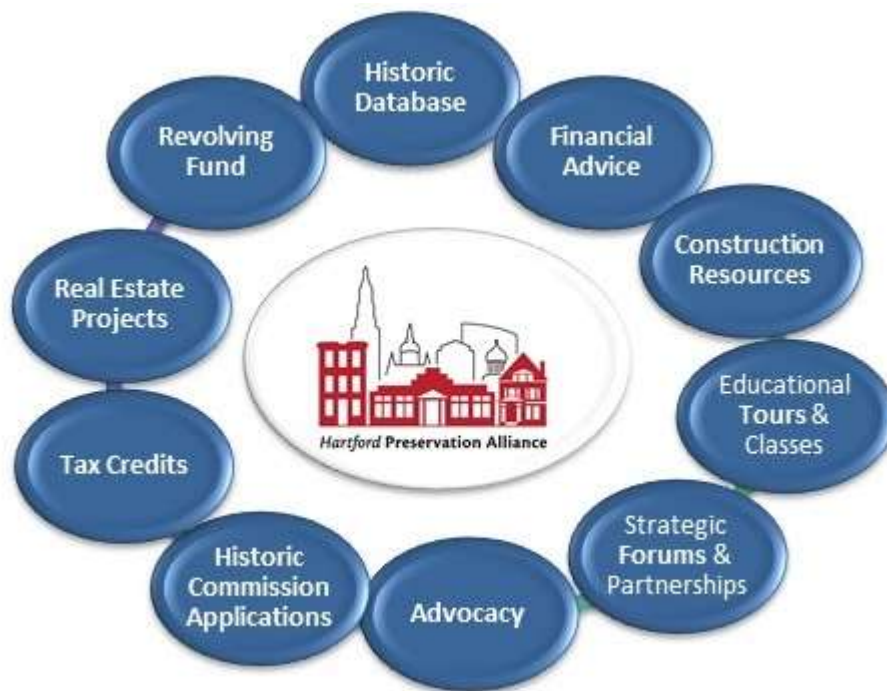 Historic
Database
Financial
Advice
Construction
Resources
Educational
Tours &
Classes
Strategic
Forums &
Partnerships
Advocacy
Historic
Commission
Applications
Tax Credits
Real Estate
Projects
Revolving
Fund
Hartford Preservation Alliance